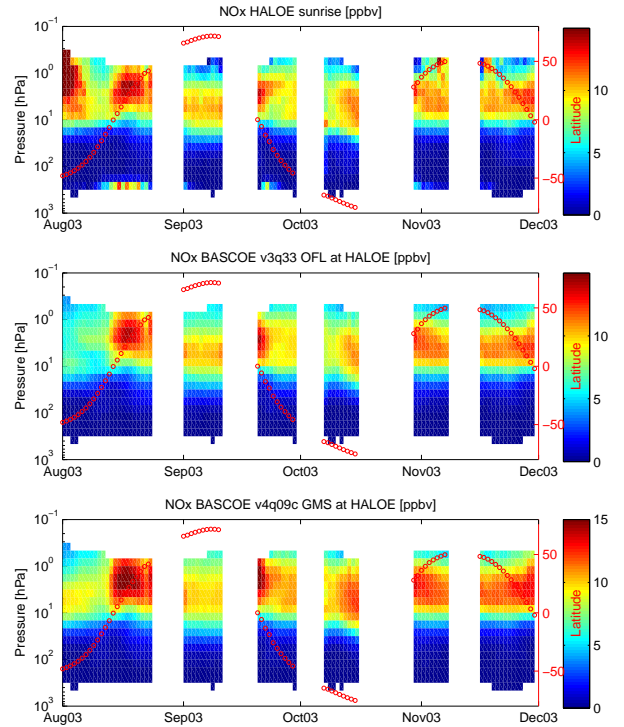 NOx HALOE sunrise [ppbv]
Pressure [hPa]
10^-1
10^0
10^1
10^2
10^3
Aug03 Sep03 Oct03 Nov03 Dec03
50
0
−50
Latitude
10
5
0
NOx BASCOE v3q33 OFL at HALOE [ppbv]
Pressure [hPa]
10^-1
10^0
10^1
10^2
10^3
Aug03 Sep03 Oct03 Nov03 Dec03
50
0
−50
Latitude
10
5
0
NOx BASCOE v4q09c GMS at HALOE [ppbv]
Pressure [hPa]
10^-1
10^0
10^1
10^2
10^3
Aug03 Sep03 Oct03 Nov03 Dec03
50
0
−50
Latitude
15
10
5
0